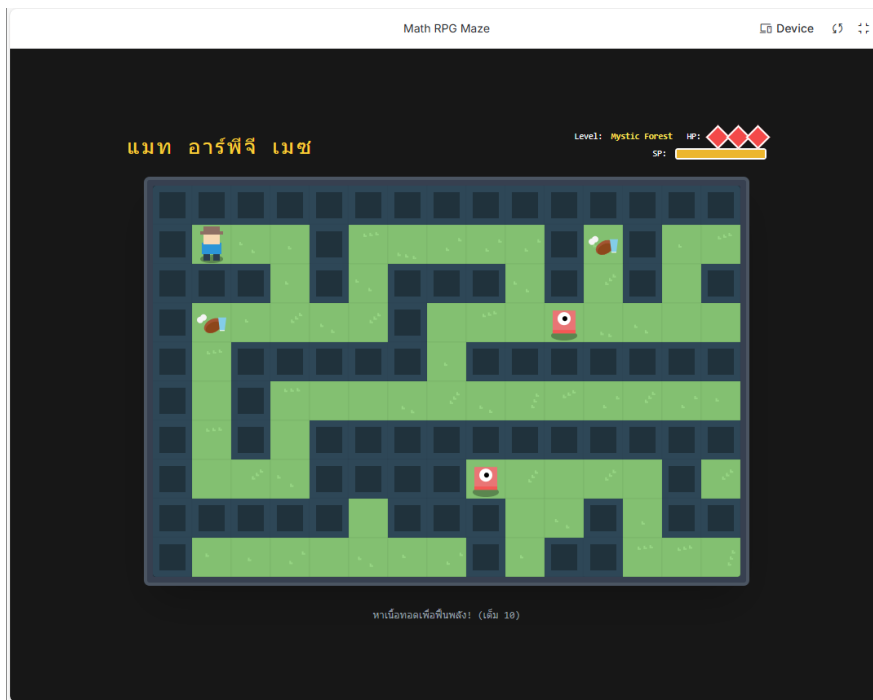 Math RPG Maze
Device
แมท อาร์พีจี เมซ
Level: Mystic Forest HP:
SP:
หาเนื้อทอดเพื่อฟื้นพลัง! (เต็ม 10)